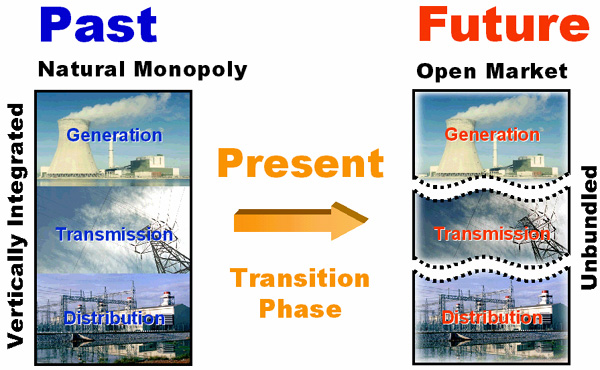 Past
Natural Monopoly
Vertically Integrated
Generation
Transmission
Distribution
Present
Transition
Phase
Future
Open Market
Generation
Transmission
Distribution
Unbundled